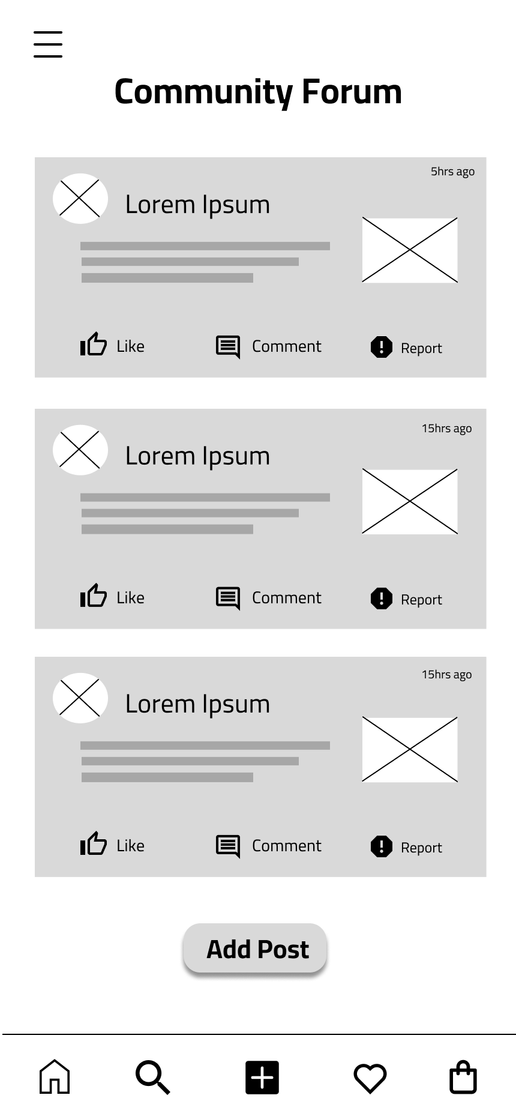 Community Forum
5hrs ago
Lorem Ipsum
Like Comment Report
15hrs ago
Lorem Ipsum
Like Comment Report
15hrs ago
Lorem Ipsum
Like Comment Report
Add Post